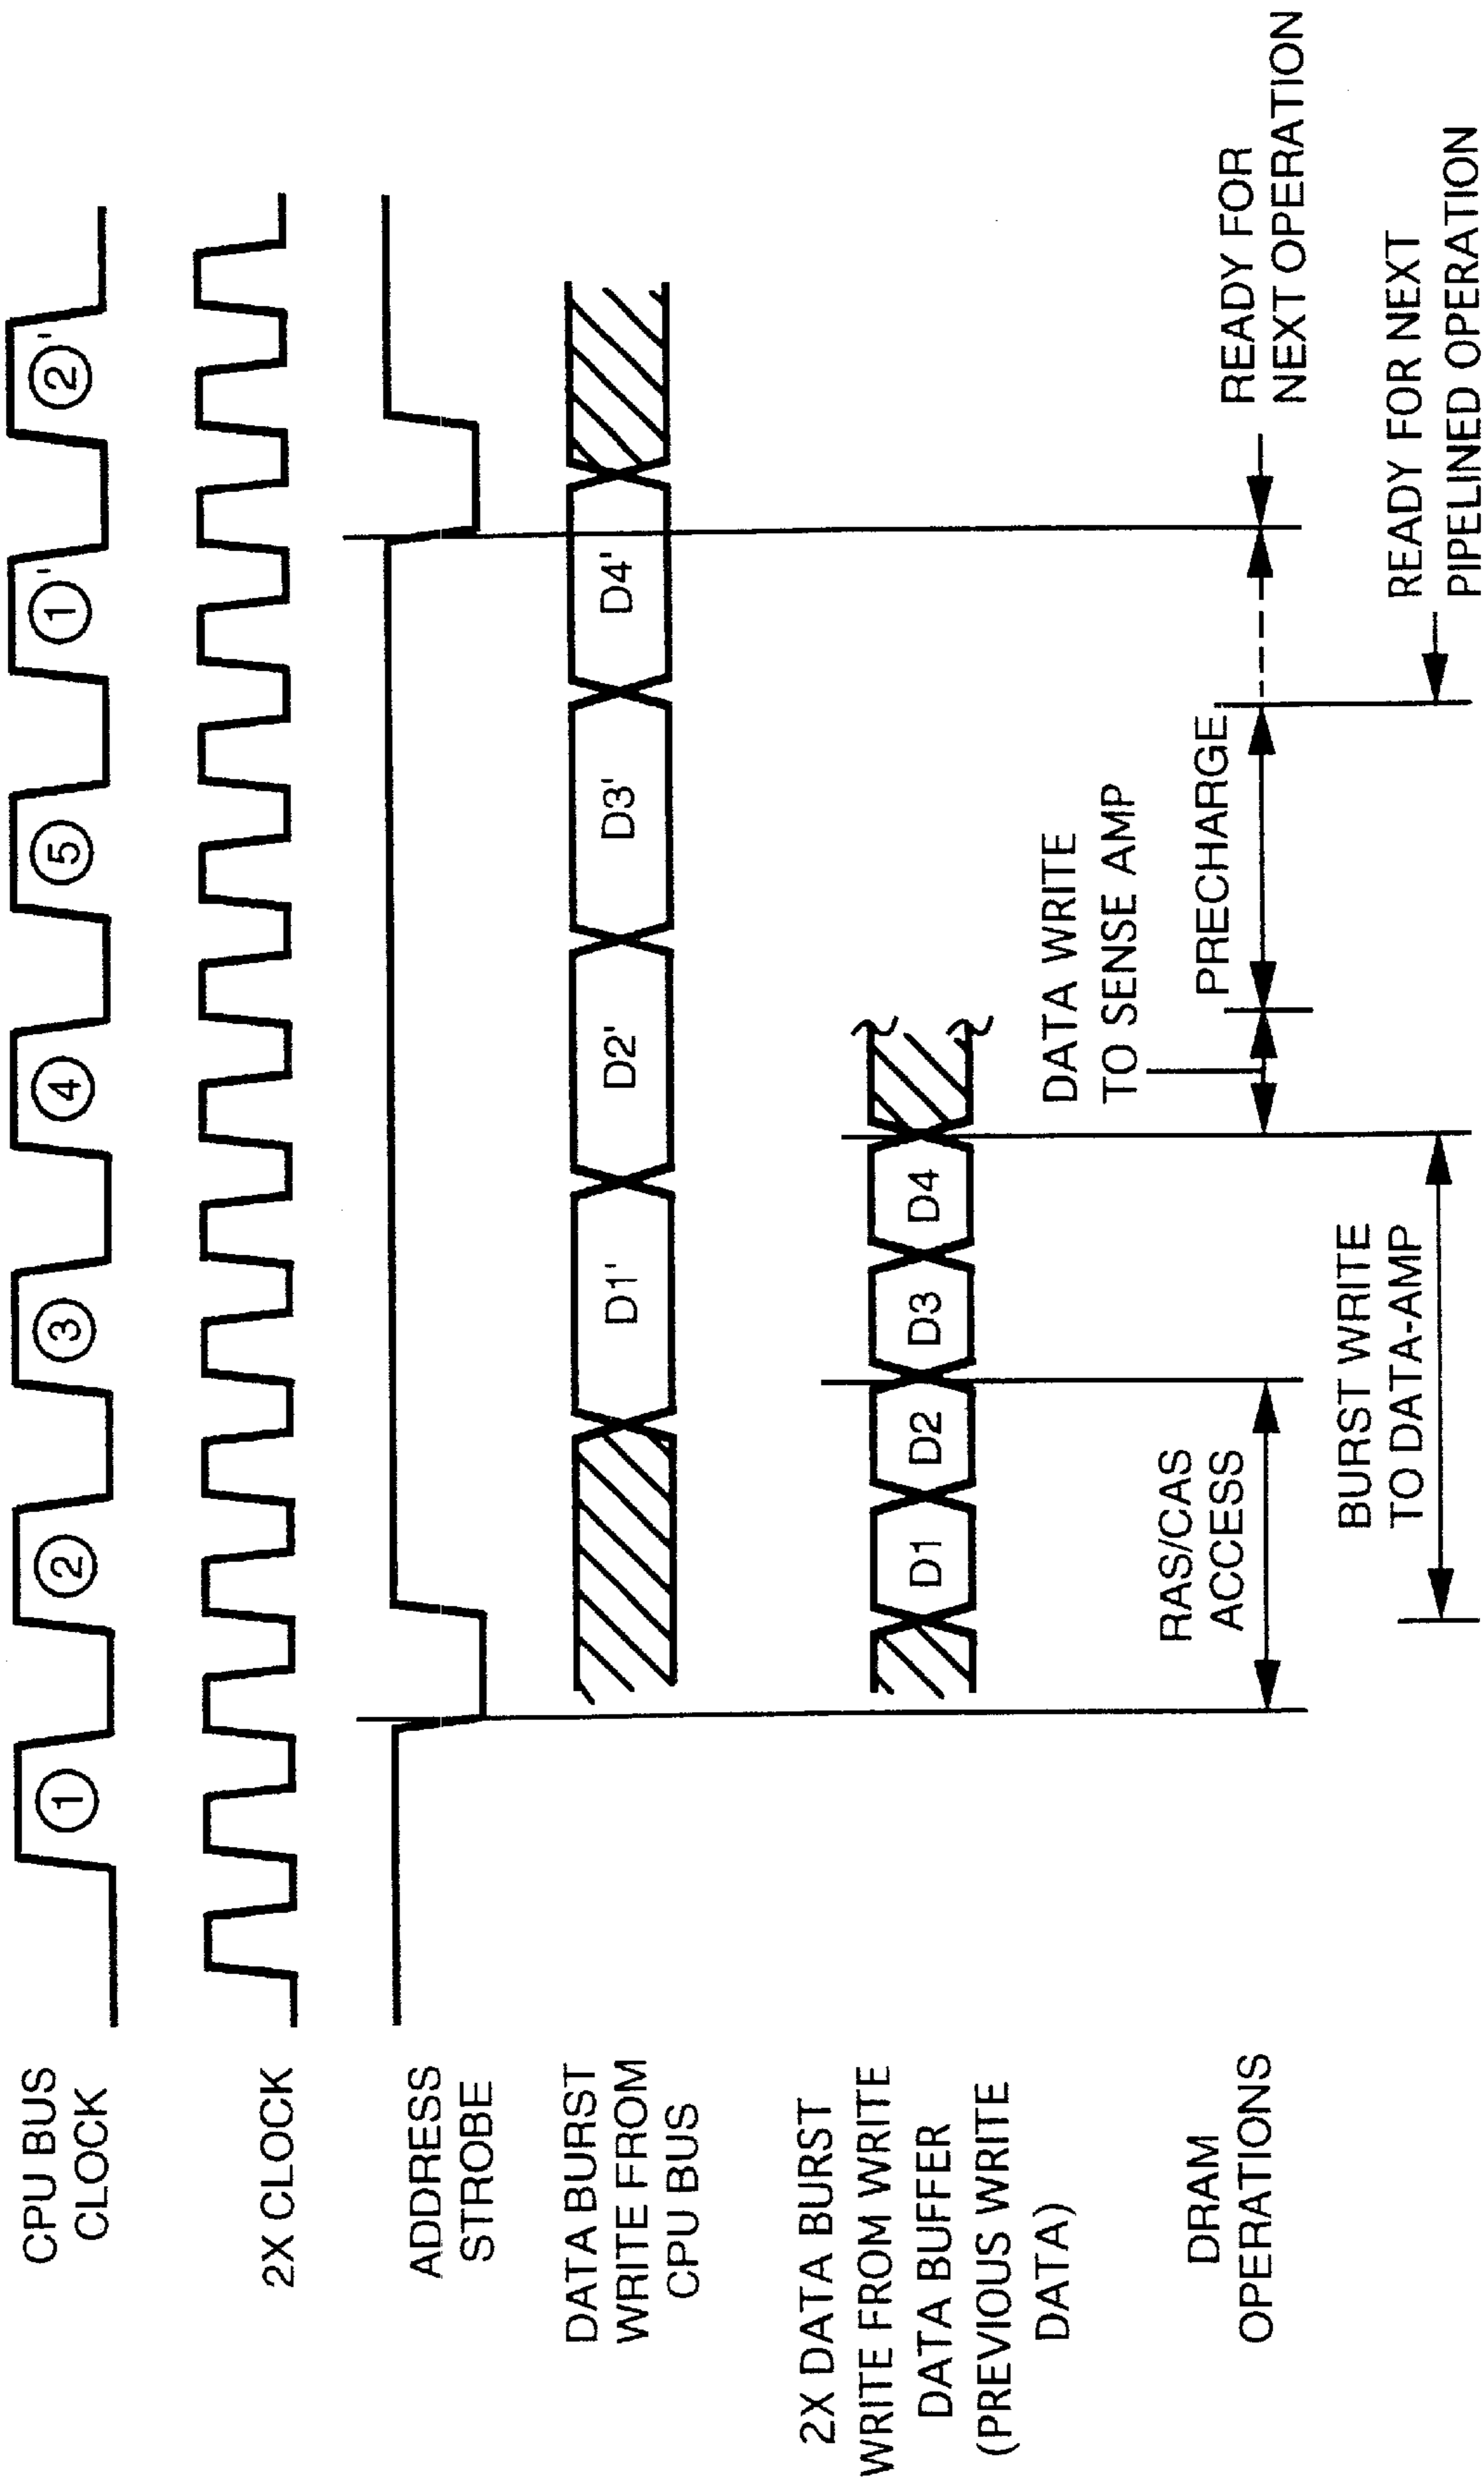 CPU BUS
CLOCK
1
2
3
4
5
1'
2'
2X CLOCK
ADDRESS
STROBE
DATA BURST
WRITE FROM
CPU BUS
D1'
D2'
D3'
D4'
2X DATA BURST
WRITE FROM WRITE
DATA BUFFER
(PREVIOUS WRITE
DATA)
D1
D2
D3
D4
DRAM
OPERATIONS
RAS/CAS
ACCESS
DATA WRITE
TO SENSE AMP
PRECHARGE
READY FOR
NEXT OPERATION
BURST WRITE
TO DATA-AMP
READY FOR NEXT
PIPELINED OPERATION